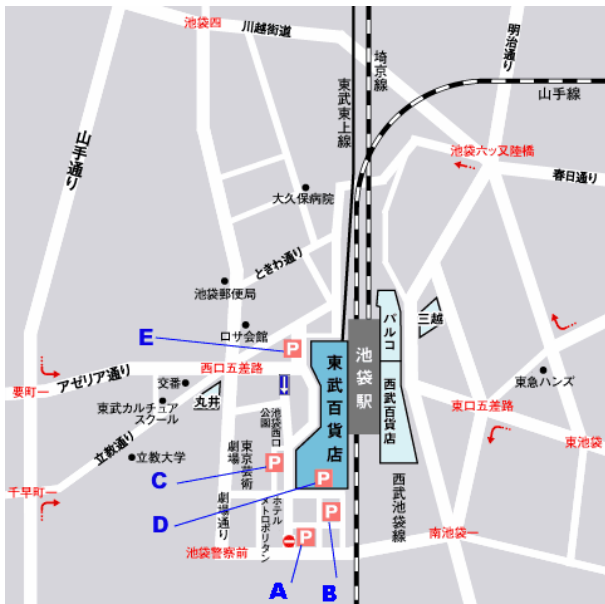 池袋四
川越街道
明治通り
埼京線
東武東上線
山手線
山手通り
池袋六ッ又陸橋
春日通り
大久保病院
ときわ通り
池袋郵便局
ロサ会館
パルコ
三越
E
P
池袋駅
西口五差路
東武百貨店
アゼリア通り
要町一
交番
丸井
東武カルチュア
スクール
池袋西口
公園
西武百貨店
東急ハンズ
東口五差路
東池袋
立教通り
立教大学
東京芸術
劇場
P
C
P
D
西武池袋線
千早町一
劇場通り
ホテル
メトロポリタン
P
P
南池袋一
池袋警察前
A
B